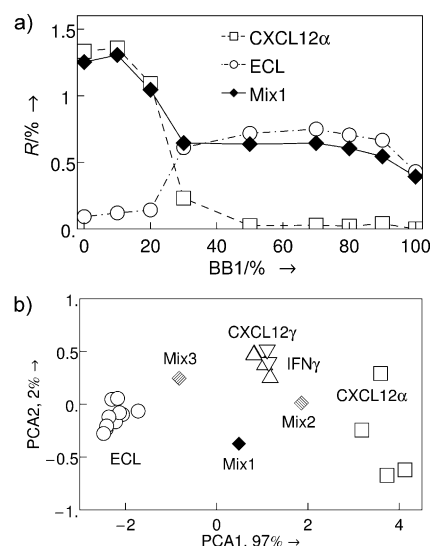 a)
1.5
1.
0.5
0.
R/% →
CXCL12α
ECL
Mix1
0 20 40 60 80 100
BB1/% →
b)
1.
0.5
0.
−0.5
−1.
PCA2, 2% →
CXCL12γ
Mix3
IFNγ
CXCL12α
Mix2
ECL
Mix1
−2 0 2 4
PCA1, 97% →